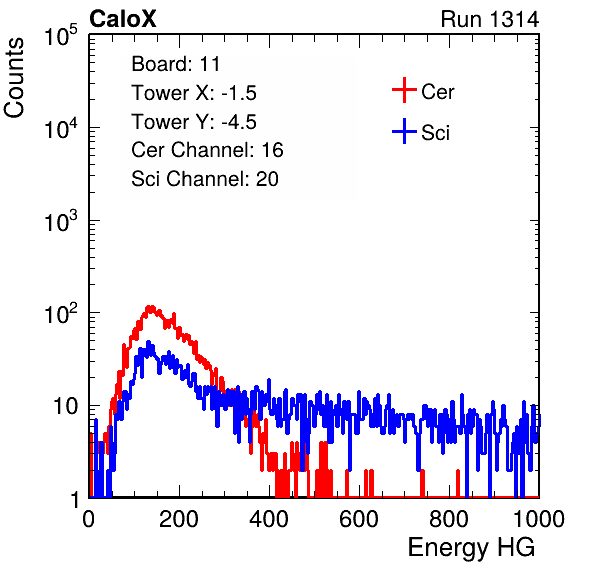 CaloX Run 1314
Counts
Board: 11
Tower X: -1.5
Tower Y: -4.5
Cer Channel: 16
Sci Channel: 20
Cer
Sci
10^5
10^4
10^3
10^2
10
1
0 200 400 600 800 1000
Energy HG